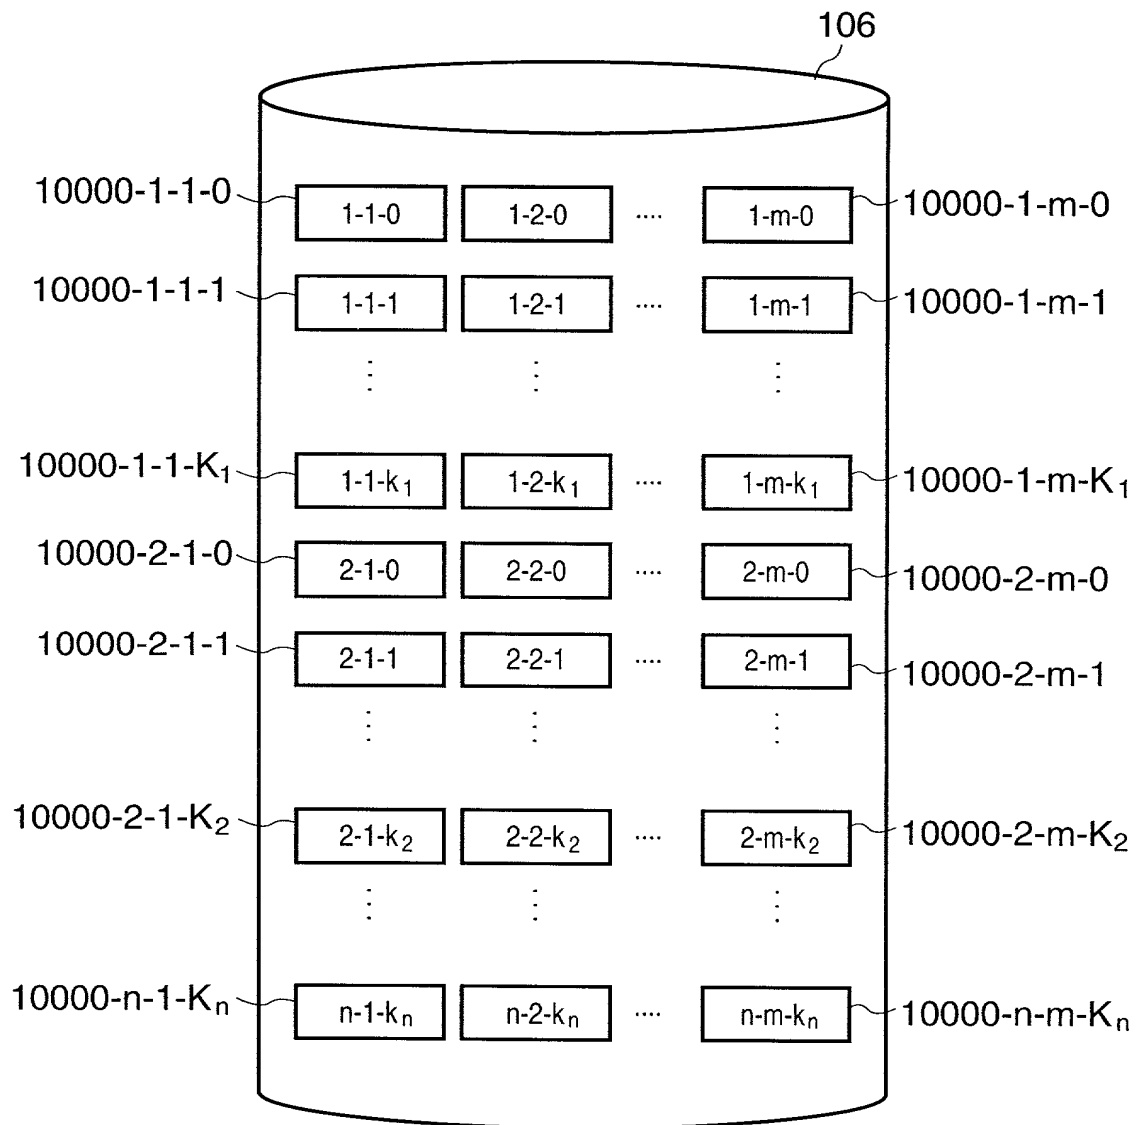 106
10000-1-1-0 1-1-0 1-2-0 .... 1-m-0 10000-1-m-0
10000-1-1-1 1-1-1 1-2-1 .... 1-m-1 10000-1-m-1
10000-1-1-K₁ 1-1-k₁ 1-2-k₁ .... 1-m-k₁ 10000-1-m-K₁
10000-2-1-0 2-1-0 2-2-0 .... 2-m-0 10000-2-m-0
10000-2-1-1 2-1-1 2-2-1 .... 2-m-1 10000-2-m-1
10000-2-1-K₂ 2-1-k₂ 2-2-k₂ .... 2-m-k₂ 10000-2-m-K₂
10000-n-1-Kₙ n-1-kₙ n-2-kₙ .... n-m-kₙ 10000-n-m-Kₙ